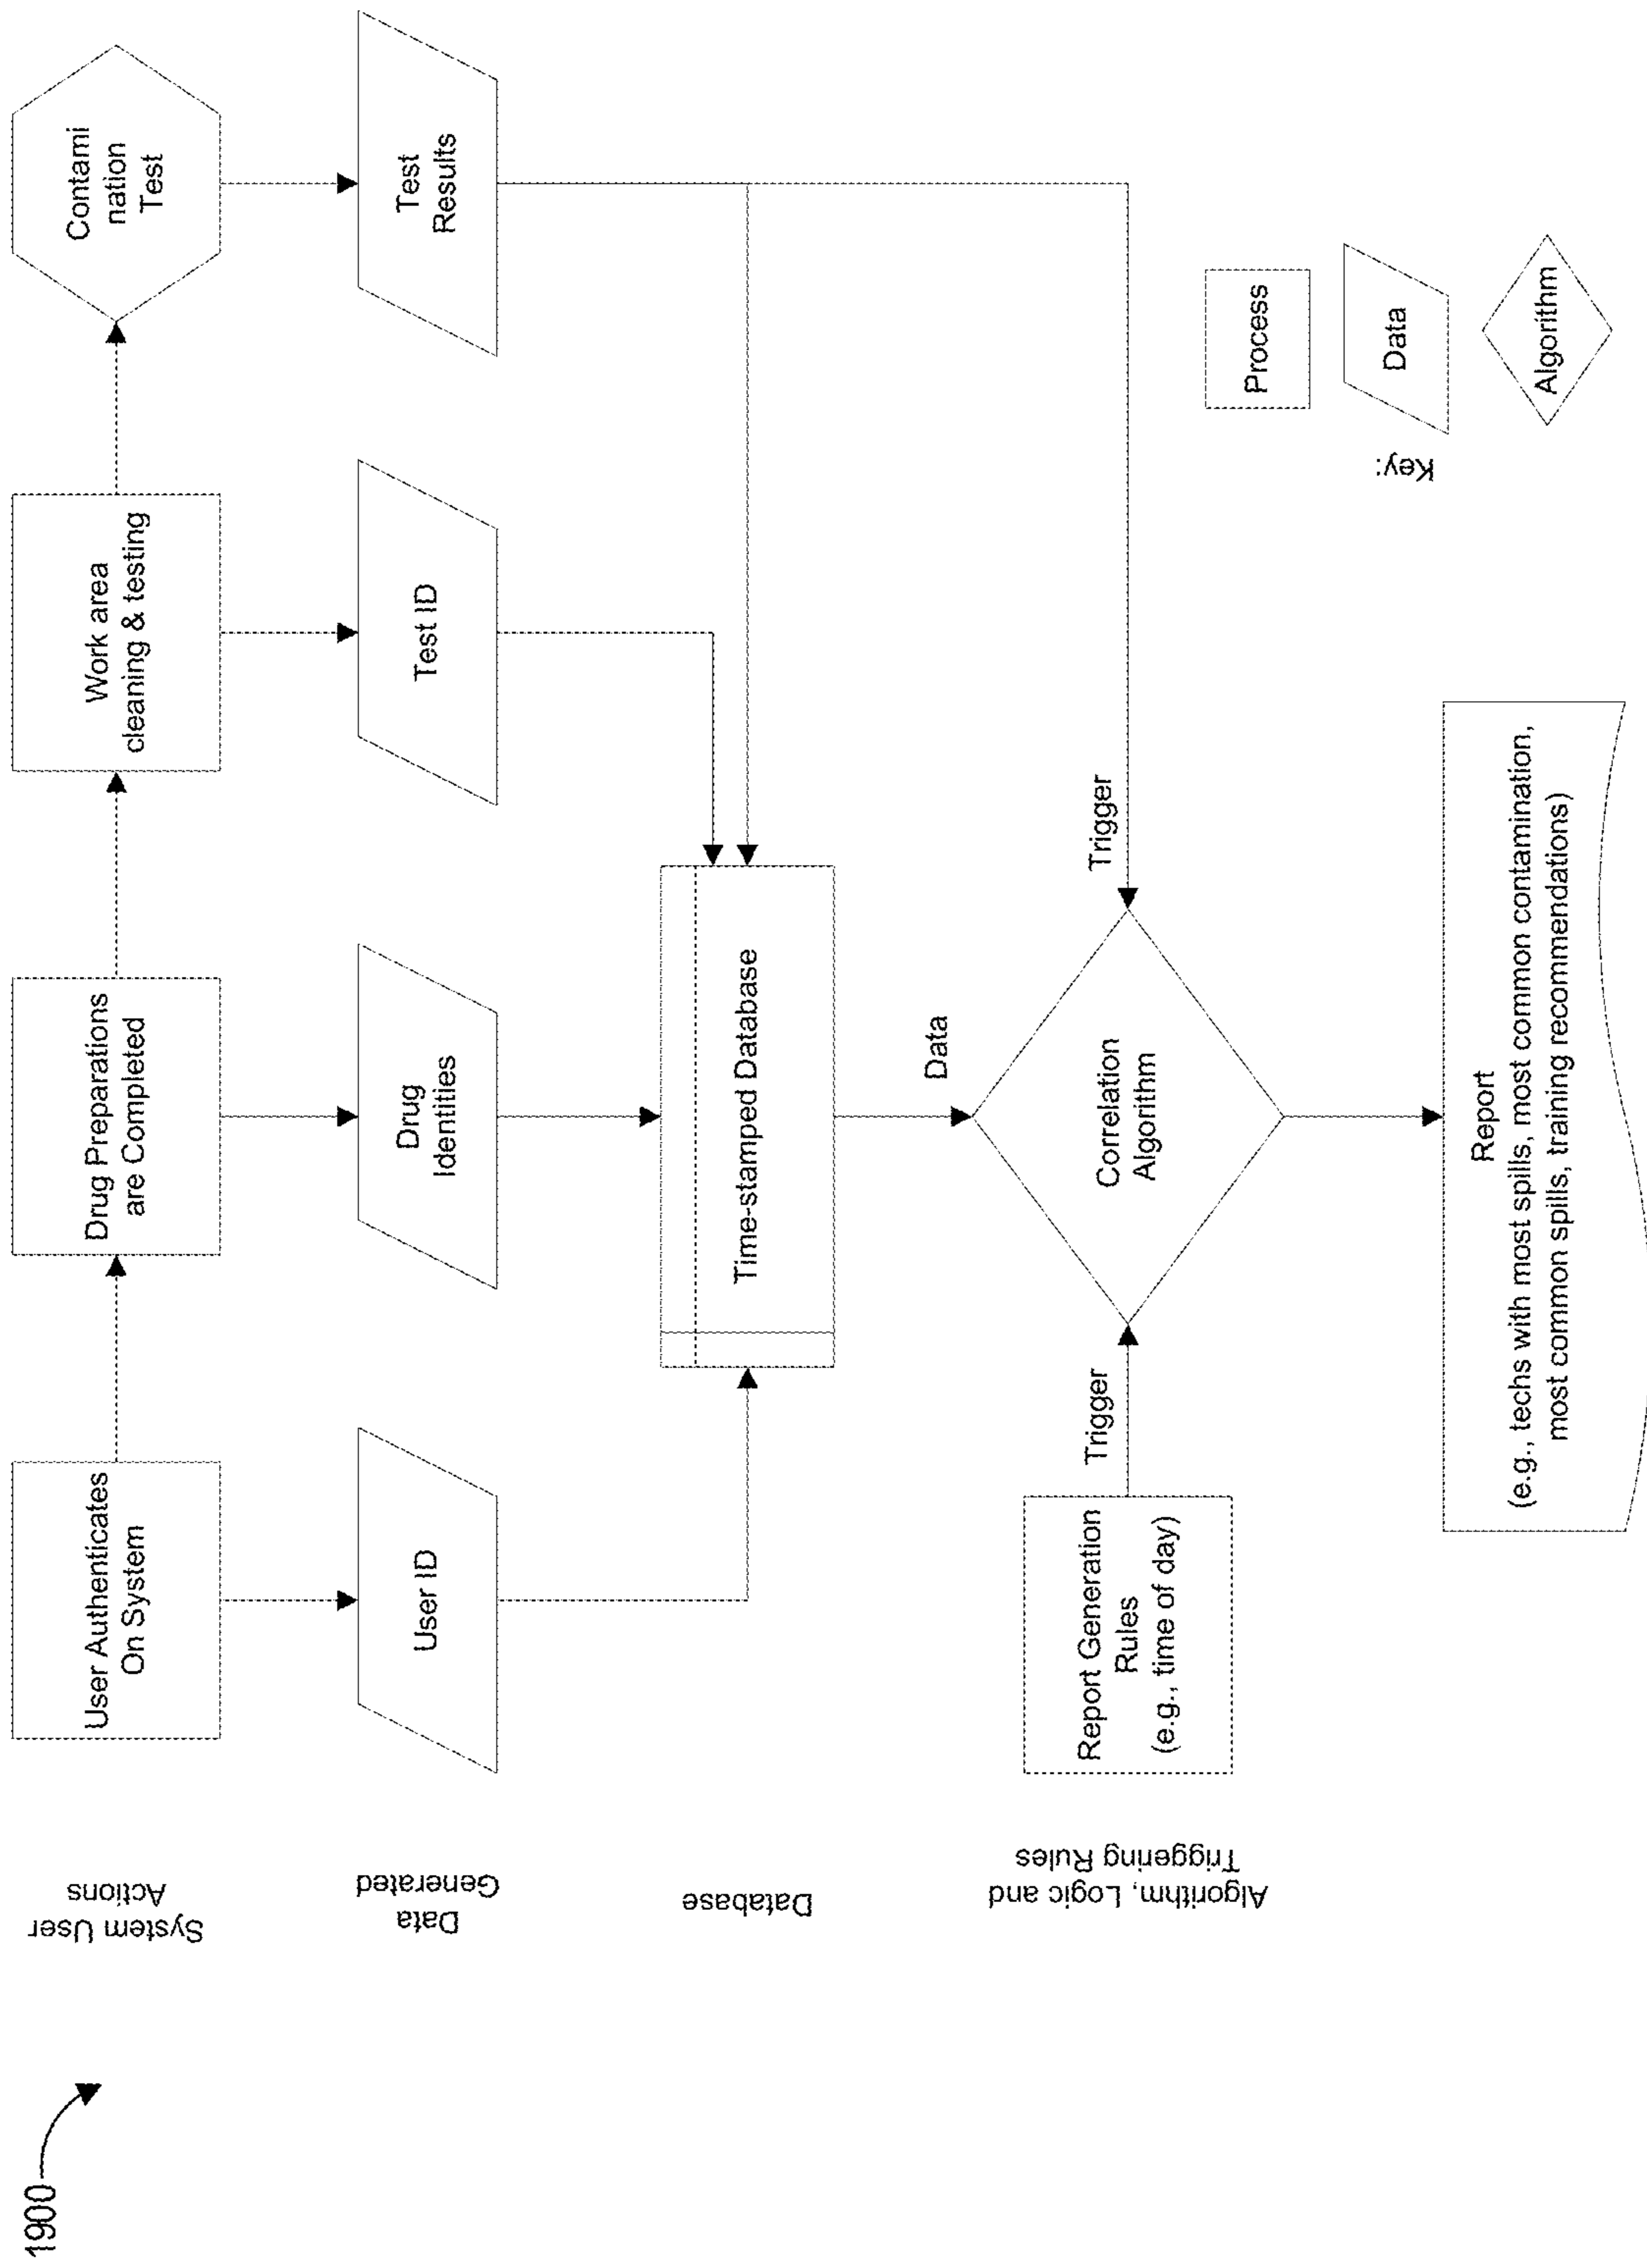 1900
System User
Actions
User Authenticates
On System
Drug Preparations
are Completed
Work area
cleaning & testing
Contami
nation
Test
Data
Generated
User ID
Drug
Identities
Test ID
Test
Results
Database
Time-stamped Database
Algorithm, Logic and
Triggering Rules
Report Generation
Rules
(e.g., time of day)
Trigger
Data
Correlation
Algorithm
Trigger
Report
(e.g., techs with most spills, most common contamination,
most common spills, training recommendations)
Key:
Process
Data
Algorithm